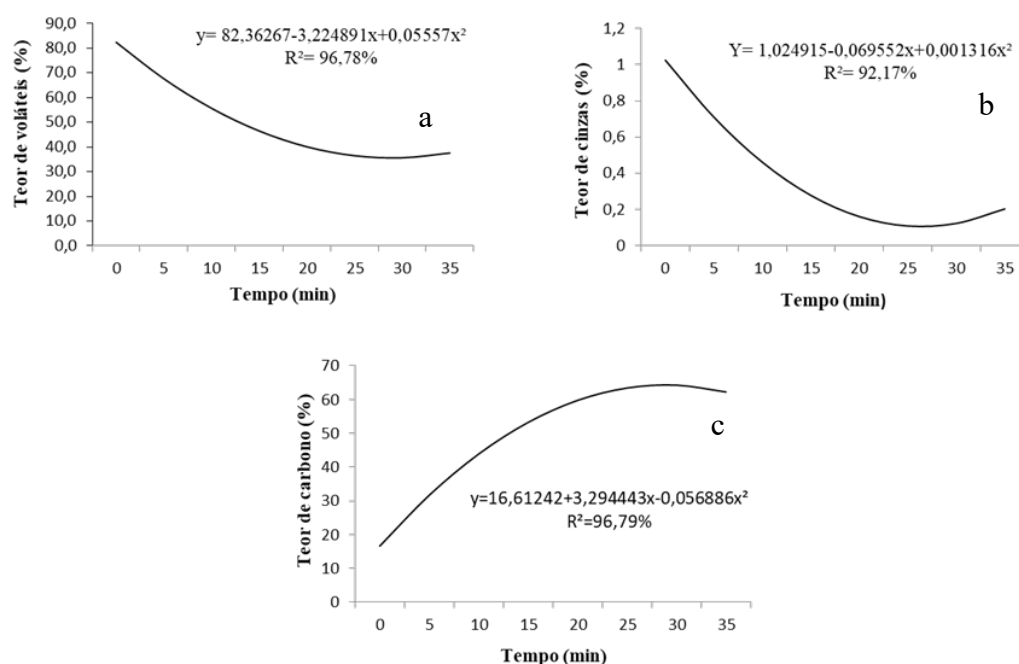 Teor de voláteis (%)
90,0
80,0
70,0
60,0
50,0
40,0
30,0
20,0
10,0
0,0
y= 82,36267-3,224891x+0,05557x²
R²= 96,78%
a
0 5 10 15 20 25 30 35
Tempo (min)
Teor de cinzas (%)
1,2
1
0,8
0,6
0,4
0,2
0
Y= 1,024915-0,069552x+0,001316x²
R²= 92,17%
b
0 5 10 15 20 25 30 35
Tempo (min)
Teor de carbono (%)
70
60
50
40
30
20
10
0
c
y=16,61242+3,294443x-0,056886x²
R²=96,79%
0 5 10 15 20 25 30 35
Tempo (min)